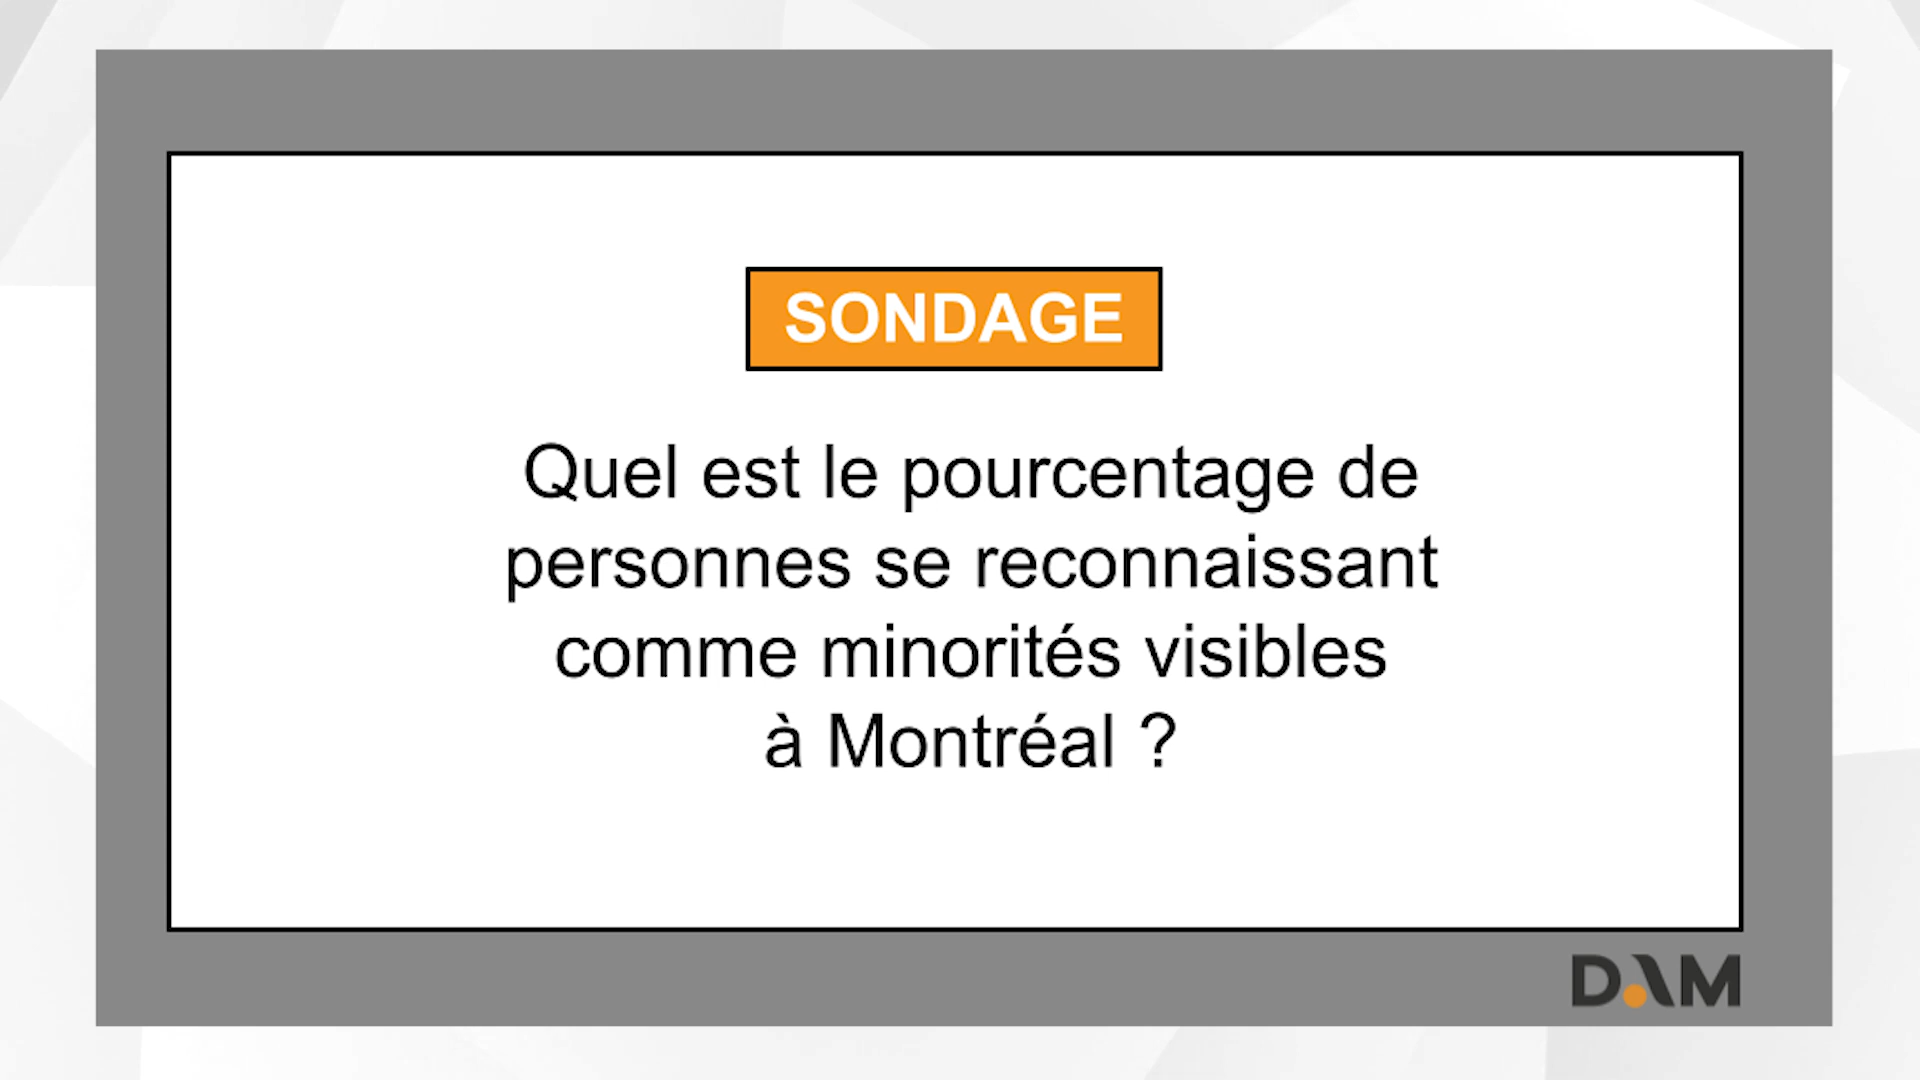 SONDAGE
Quel est le pourcentage de
personnes se reconnaissant
comme minorités visibles
à Montréal ?
DAM